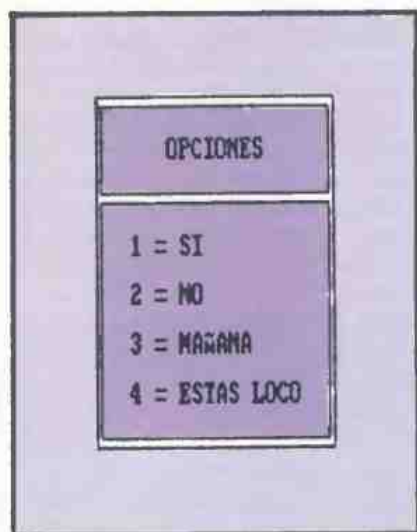 OPCIONES
1 = SI
2 = NO
3 = MAÑANA
4 = ESTAS LOCO